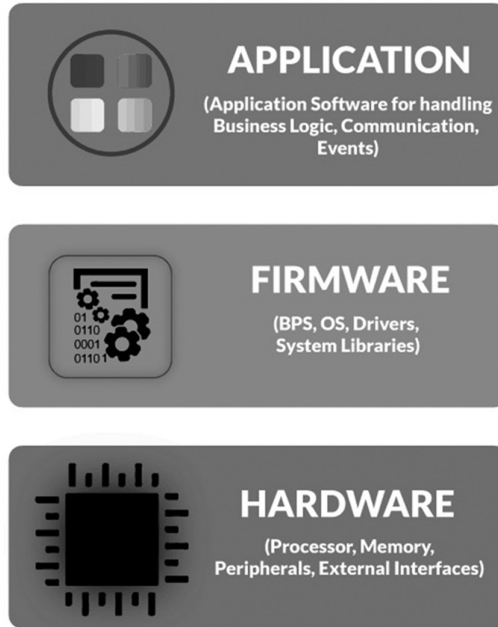 APPLICATION
(Application Software for handling
Business Logic, Communication,
Events)
FIRMWARE
(BPS, OS, Drivers,
System Libraries)
01
0110
0001
01101
HARDWARE
(Processor, Memory,
Peripherals, External Interfaces)